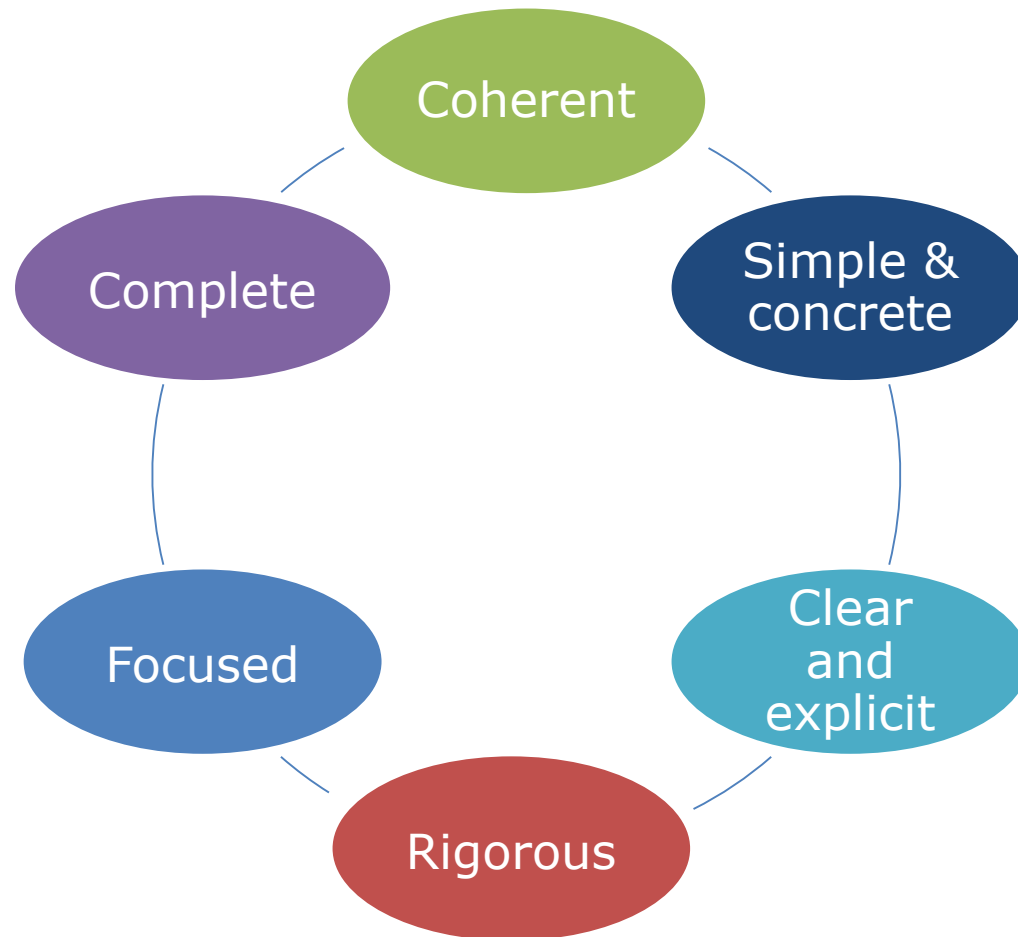 Coherent
Simple &
concrete
Clear
and
explicit
Rigorous
Focused
Complete